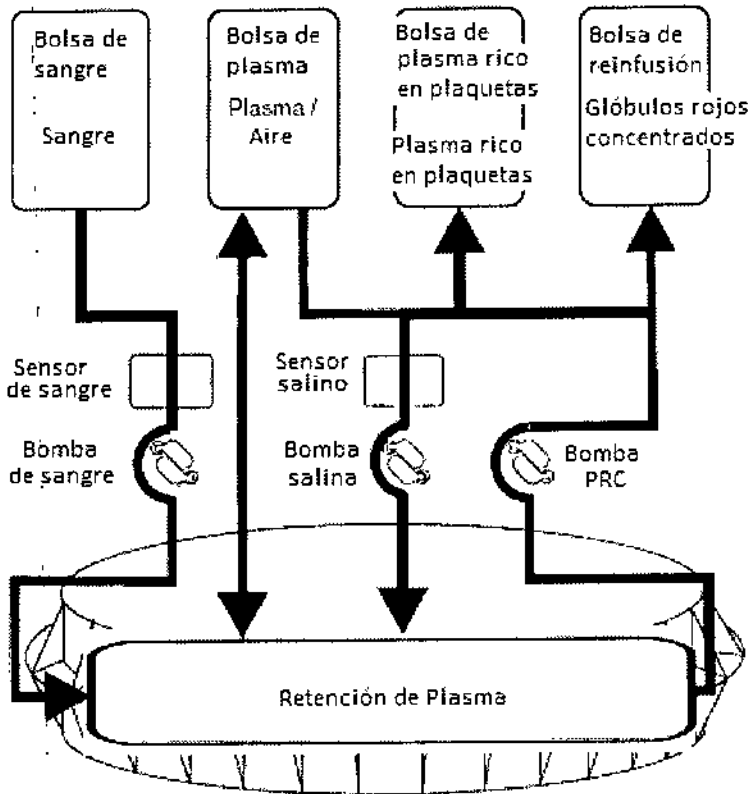 Bolsa de
sangre
Sangre
Bolsa de
plasma
Plasma /
Aire
Bolsa de
plasma rico
en plaquetas
Plasma rico
en plaquetas
Bolsa de
reinfusión
Glóbulos rojos
concentrados
Sensor
de sangre
Sensor
salino
Bomba
de sangre
Bomba
salina
Bomba
PRC
Retención de Plasma